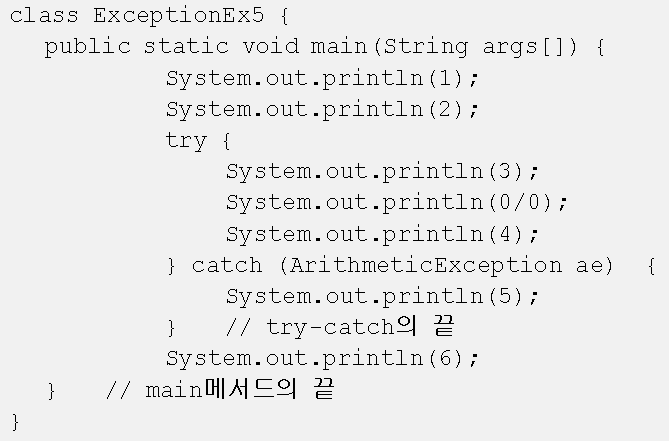 class ExceptionEx5 {
public static void main(String args[]) {
System.out.println(1);
System.out.println(2);
try {
System.out.println(3);
System.out.println(0/0);
System.out.println(4);
} catch (ArithmeticException ae)  {
System.out.println(5);
}   // try-catch의 끝
System.out.println(6);
}   // main메서드의 끝
}